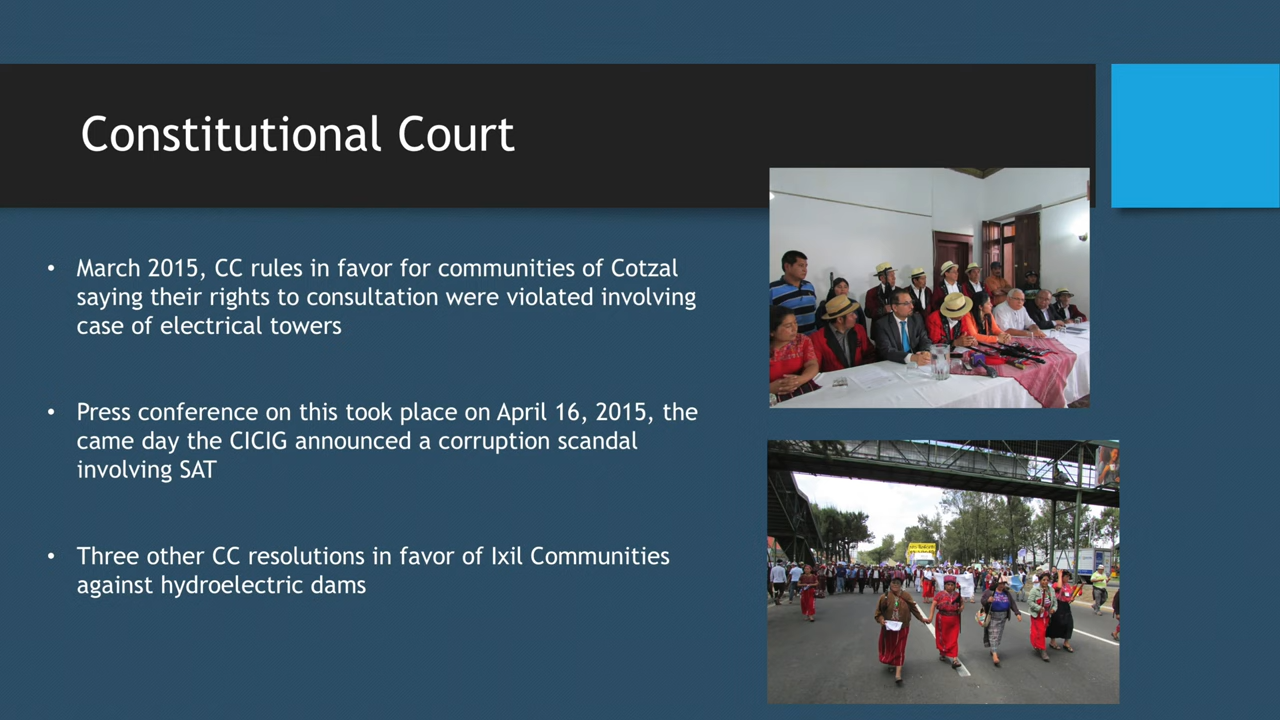 Constitutional Court
• March 2015, CC rules in favor for communities of Cotzal
saying their rights to consultation were violated involving
case of electrical towers
• Press conference on this took place on April 16, 2015, the
came day the CICIG announced a corruption scandal
involving SAT
• Three other CC resolutions in favor of Ixil Communities
against hydroelectric dams